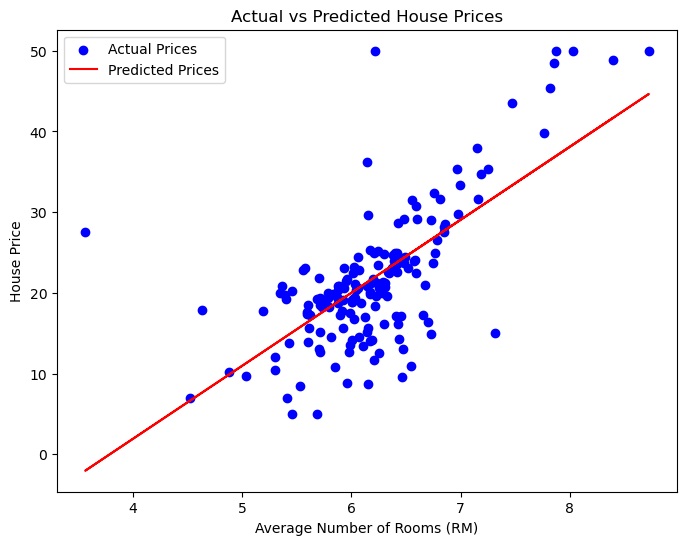 Actual vs Predicted House Prices
Actual Prices
Predicted Prices
50
40
30
20
10
0
House Price
4 5 6 7 8
Average Number of Rooms (RM)